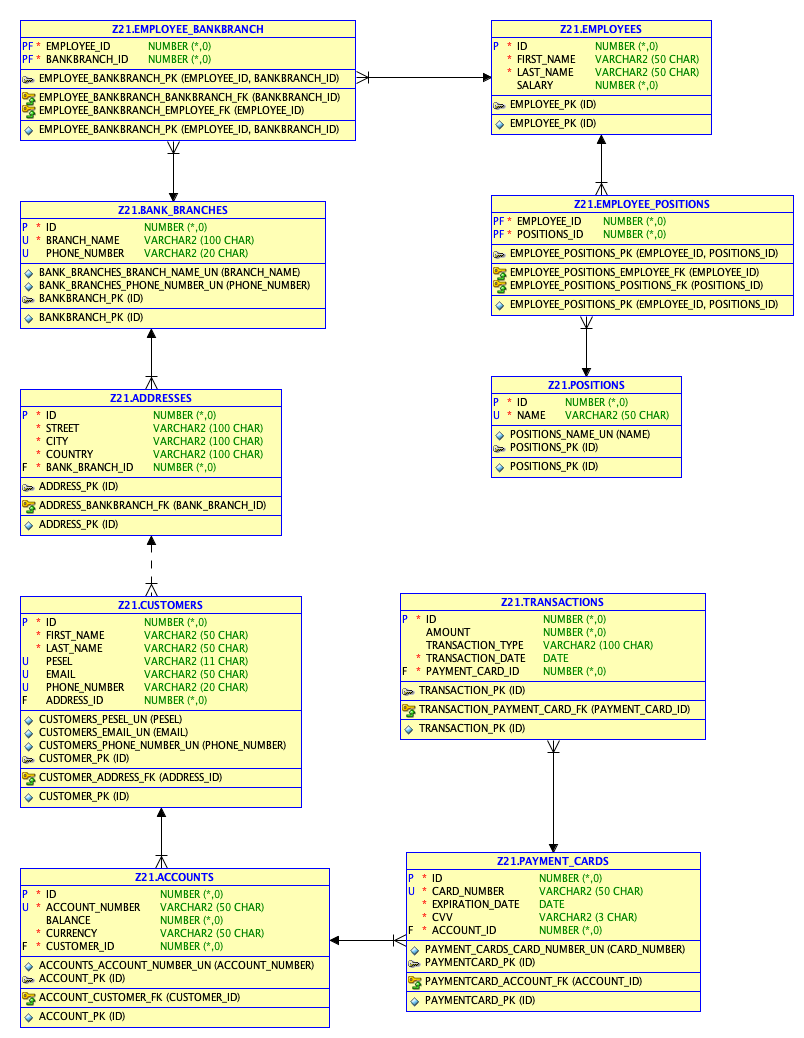 Z21.EMPLOYEE_BANKBRANCH
PF * EMPLOYEE_ID NUMBER (*,0)
PF * BANKBRANCH_ID NUMBER (*,0)
EMPLOYEE_BANKBRANCH_PK (EMPLOYEE_ID, BANKBRANCH_ID)
EMPLOYEE_BANKBRANCH_BANKBRANCH_FK (BANKBRANCH_ID)
EMPLOYEE_BANKBRANCH_EMPLOYEE_FK (EMPLOYEE_ID)
EMPLOYEE_BANKBRANCH_PK (EMPLOYEE_ID, BANKBRANCH_ID)
Z21.EMPLOYEES
P * ID NUMBER (*,0)
* FIRST_NAME VARCHAR2 (50 CHAR)
* LAST_NAME VARCHAR2 (50 CHAR)
SALARY NUMBER (*,0)
EMPLOYEE_PK (ID)
EMPLOYEE_PK (ID)
Z21.BANK_BRANCHES
P * ID NUMBER (*,0)
U * BRANCH_NAME VARCHAR2 (100 CHAR)
U PHONE_NUMBER VARCHAR2 (20 CHAR)
BANK_BRANCHES_BRANCH_NAME_UN (BRANCH_NAME)
BANK_BRANCHES_PHONE_NUMBER_UN (PHONE_NUMBER)
BANKBRANCH_PK (ID)
BANKBRANCH_PK (ID)
Z21.EMPLOYEE_POSITIONS
PF * EMPLOYEE_ID NUMBER (*,0)
PF * POSITIONS_ID NUMBER (*,0)
EMPLOYEE_POSITIONS_PK (EMPLOYEE_ID, POSITIONS_ID)
EMPLOYEE_POSITIONS_EMPLOYEE_FK (EMPLOYEE_ID)
EMPLOYEE_POSITIONS_POSITIONS_FK (POSITIONS_ID)
EMPLOYEE_POSITIONS_PK (EMPLOYEE_ID, POSITIONS_ID)
Z21.POSITIONS
P * ID NUMBER (*,0)
U * NAME VARCHAR2 (50 CHAR)
POSITIONS_NAME_UN (NAME)
POSITIONS_PK (ID)
POSITIONS_PK (ID)
Z21.ADDRESSES
P * ID NUMBER (*,0)
* STREET VARCHAR2 (100 CHAR)
* CITY VARCHAR2 (100 CHAR)
* COUNTRY VARCHAR2 (100 CHAR)
F * BANK_BRANCH_ID NUMBER (*,0)
ADDRESS_PK (ID)
ADDRESS_BANKBRANCH_FK (BANK_BRANCH_ID)
ADDRESS_PK (ID)
Z21.CUSTOMERS
P * ID NUMBER (*,0)
* FIRST_NAME VARCHAR2 (50 CHAR)
* LAST_NAME VARCHAR2 (50 CHAR)
U PESEL VARCHAR2 (11 CHAR)
U EMAIL VARCHAR2 (50 CHAR)
U PHONE_NUMBER VARCHAR2 (20 CHAR)
F ADDRESS_ID NUMBER (*,0)
CUSTOMERS_PESEL_UN (PESEL)
CUSTOMERS_EMAIL_UN (EMAIL)
CUSTOMERS_PHONE_NUMBER_UN (PHONE_NUMBER)
CUSTOMER_PK (ID)
CUSTOMER_ADDRESS_FK (ADDRESS_ID)
CUSTOMER_PK (ID)
Z21.TRANSACTIONS
P * ID NUMBER (*,0)
AMOUNT NUMBER (*,0)
TRANSACTION_TYPE VARCHAR2 (100 CHAR)
* TRANSACTION_DATE DATE
F * PAYMENT_CARD_ID NUMBER (*,0)
TRANSACTION_PK (ID)
TRANSACTION_PAYMENT_CARD_FK (PAYMENT_CARD_ID)
TRANSACTION_PK (ID)
Z21.ACCOUNTS
P * ID NUMBER (*,0)
U * ACCOUNT_NUMBER VARCHAR2 (50 CHAR)
BALANCE NUMBER (*,0)
* CURRENCY VARCHAR2 (50 CHAR)
F * CUSTOMER_ID NUMBER (*,0)
ACCOUNTS_ACCOUNT_NUMBER_UN (ACCOUNT_NUMBER)
ACCOUNT_PK (ID)
ACCOUNT_CUSTOMER_FK (CUSTOMER_ID)
ACCOUNT_PK (ID)
Z21.PAYMENT_CARDS
P * ID NUMBER (*,0)
U * CARD_NUMBER VARCHAR2 (50 CHAR)
* EXPIRATION_DATE DATE
* CVV VARCHAR2 (3 CHAR)
F * ACCOUNT_ID NUMBER (*,0)
PAYMENT_CARDS_CARD_NUMBER_UN (CARD_NUMBER)
PAYMENTCARD_PK (ID)
PAYMENTCARD_ACCOUNT_FK (ACCOUNT_ID)
PAYMENTCARD_PK (ID)